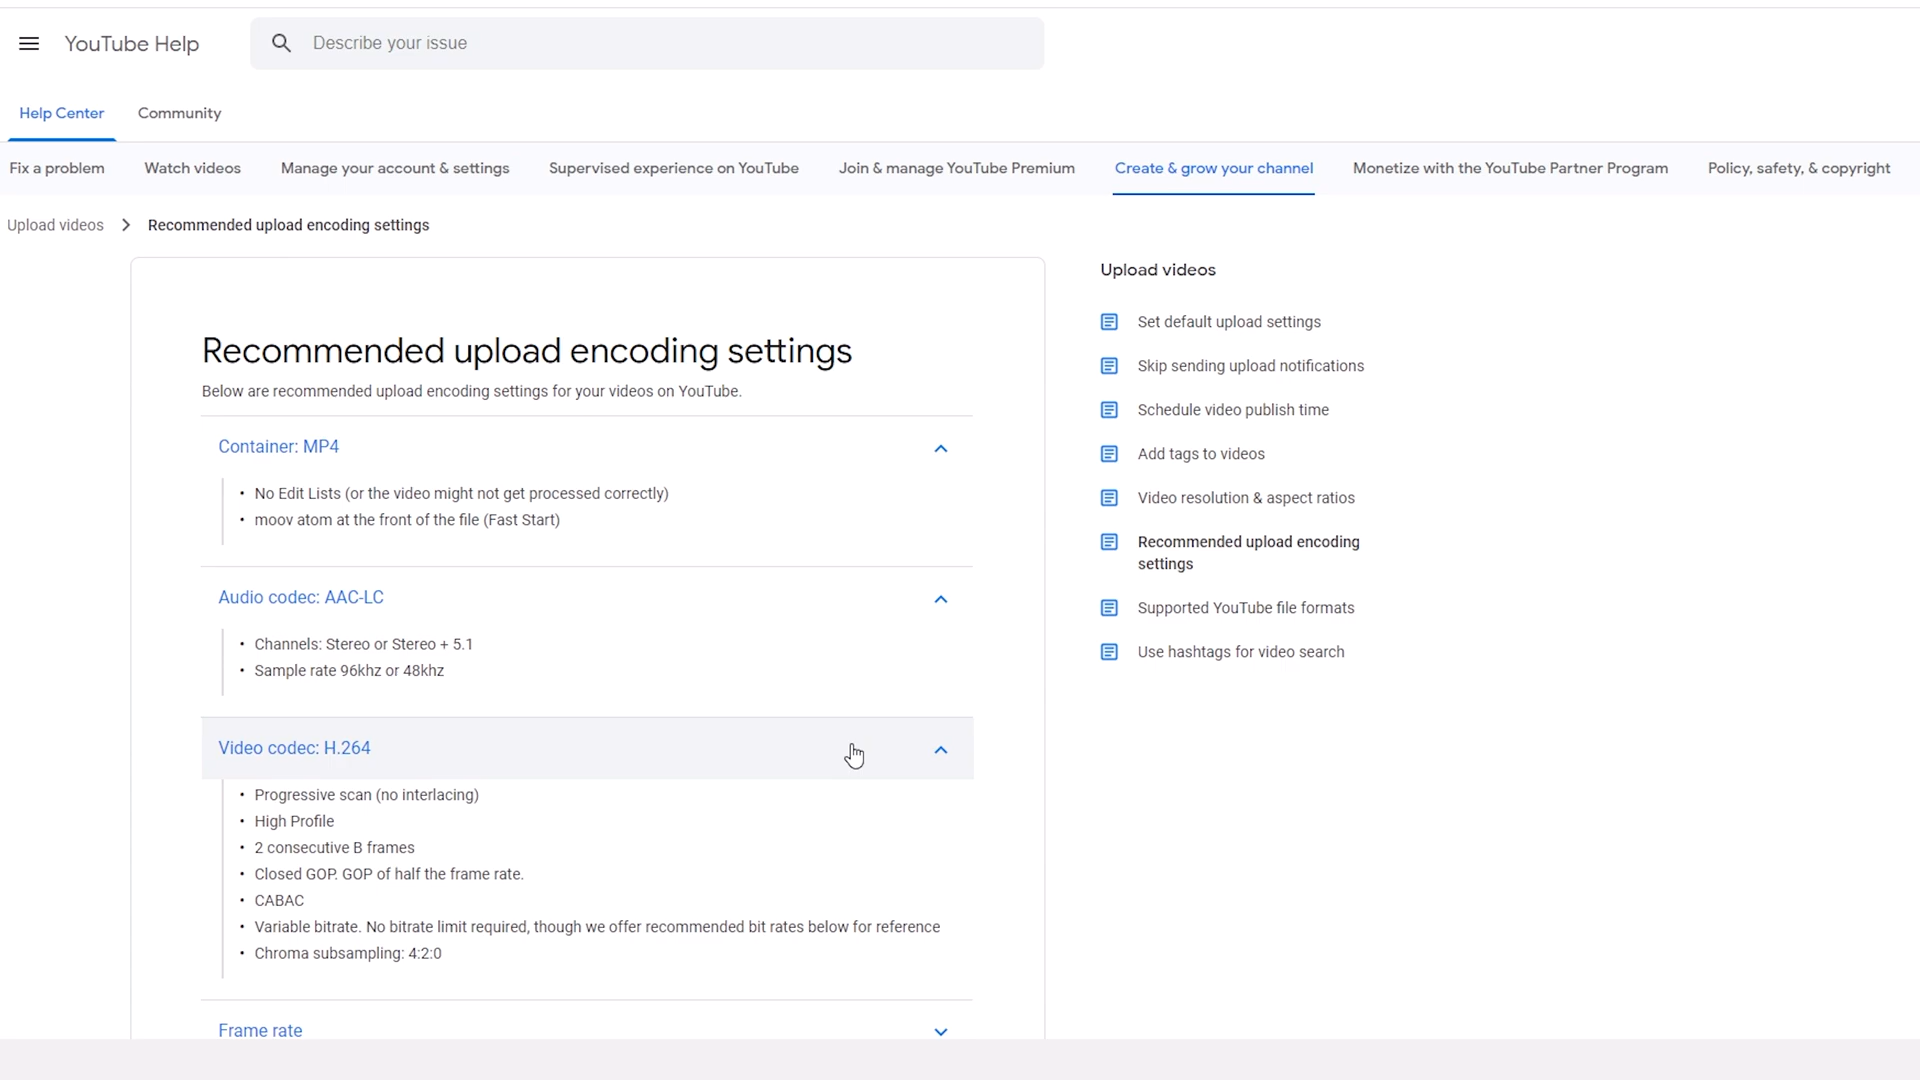 YouTube Help
Describe your issue
Help Center
Community
Fix a problem
Watch videos
Manage your account & settings
Supervised experience on YouTube
Join & manage YouTube Premium
Create & grow your channel
Monetize with the YouTube Partner Program
Policy, safety, & copyright
Upload videos
Recommended upload encoding settings
Recommended upload encoding settings
Below are recommended upload encoding settings for your videos on YouTube.
Container: MP4
• No Edit Lists (or the video might not get processed correctly)
• moov atom at the front of the file (Fast Start)
Audio codec: AAC-LC
• Channels: Stereo or Stereo + 5.1
• Sample rate 96khz or 48khz
Video codec: H.264
• Progressive scan (no interlacing)
• High Profile
• 2 consecutive B frames
• Closed GOP. GOP of half the frame rate.
• CABAC
• Variable bitrate. No bitrate limit required, though we offer recommended bit rates below for reference
• Chroma subsampling: 4:2:0
Frame rate
Upload videos
Set default upload settings
Skip sending upload notifications
Schedule video publish time
Add tags to videos
Video resolution & aspect ratios
Recommended upload encoding
settings
Supported YouTube file formats
Use hashtags for video search